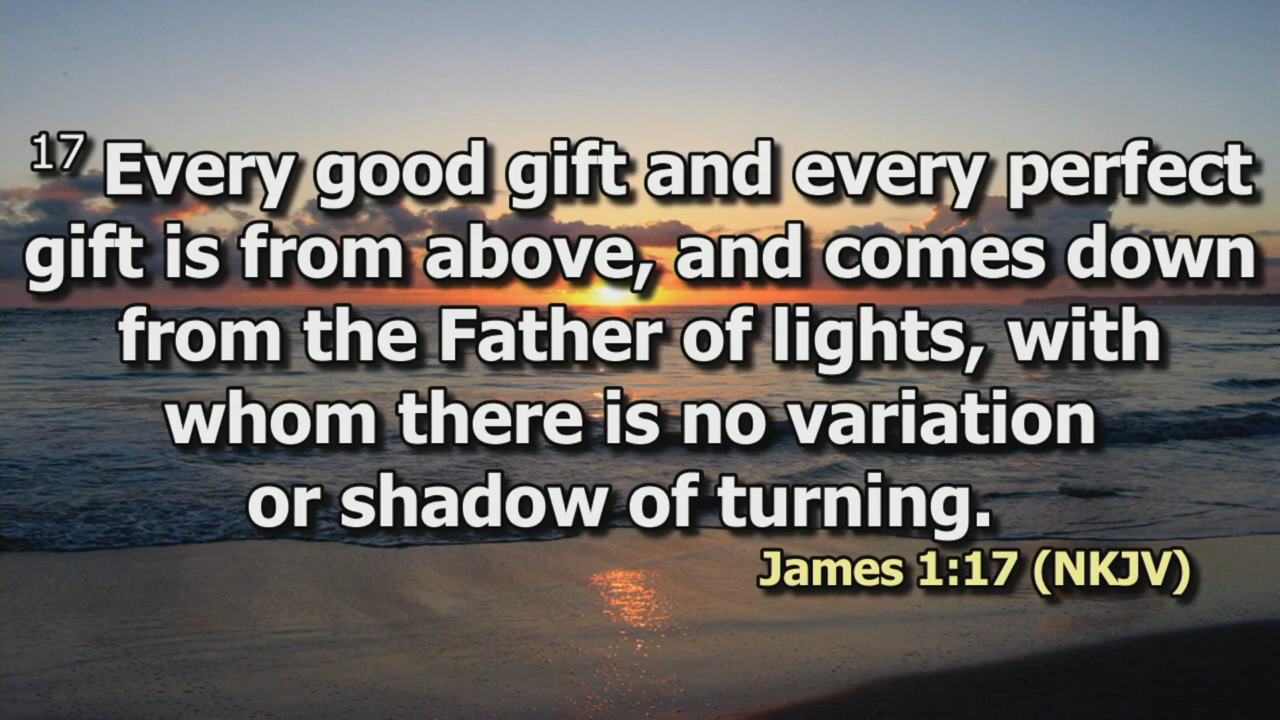 17 Every good gift and every perfect
gift is from above, and comes down
from the Father of lights, with
whom there is no variation
or shadow of turning.
James 1:17 (NKJV)